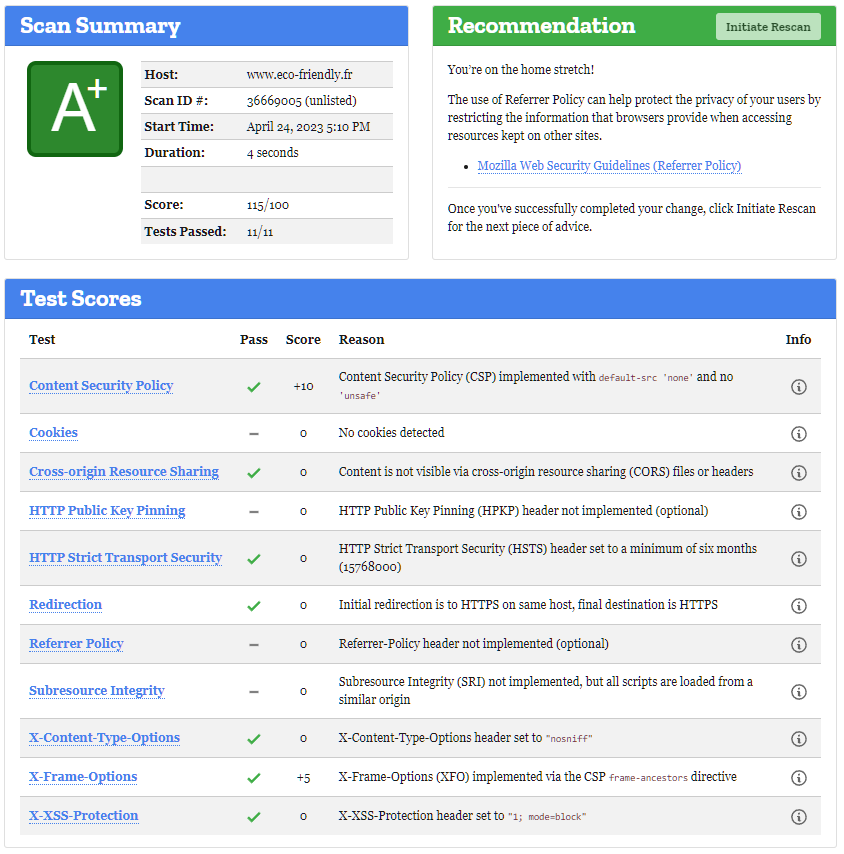 Scan Summary
A+
Host: www.eco-friendly.fr
Scan ID #: 36669005 (unlisted)
Start Time: April 24, 2023 5:10 PM
Duration: 4 seconds
Score: 115/100
Tests Passed: 11/11
Recommendation
Initiate Rescan
You're on the home stretch!
The use of Referrer Policy can help protect the privacy of your users by
restricting the information that browsers provide when accessing
resources kept on other sites.
• Mozilla Web Security Guidelines (Referrer Policy)
Once you've successfully completed your change, click Initiate Rescan
for the next piece of advice.
Test Scores
Test Pass Score Reason Info
Content Security Policy +10 Content Security Policy (CSP) implemented with default-src 'none' and no
'unsafe'
Cookies – 0 No cookies detected
Cross-origin Resource Sharing 0 Content is not visible via cross-origin resource sharing (CORS) files or headers
HTTP Public Key Pinning – 0 HTTP Public Key Pinning (HPKP) header not implemented (optional)
HTTP Strict Transport Security 0 HTTP Strict Transport Security (HSTS) header set to a minimum of six months
(15768000)
Redirection 0 Initial redirection is to HTTPS on same host, final destination is HTTPS
Referrer Policy – 0 Referrer-Policy header not implemented (optional)
Subresource Integrity – 0 Subresource Integrity (SRI) not implemented, but all scripts are loaded from a
similar origin
X-Content-Type-Options 0 X-Content-Type-Options header set to "nosniff"
X-Frame-Options +5 X-Frame-Options (XFO) implemented via the CSP frame-ancestors directive
X-XSS-Protection 0 X-XSS-Protection header set to "1; mode=block"